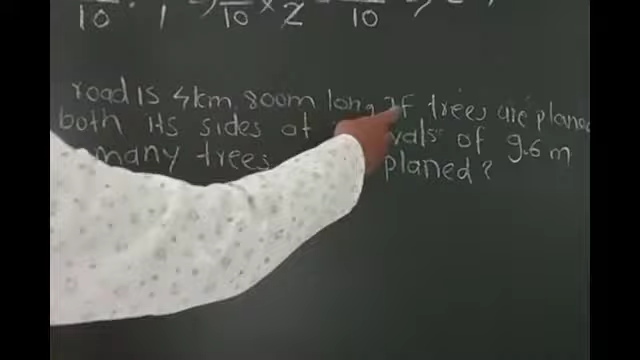 10 1 10 × 2 10
road is 4km. 800m long If trees are planed
both its sides at vals of 9.6 m
many trees planed?